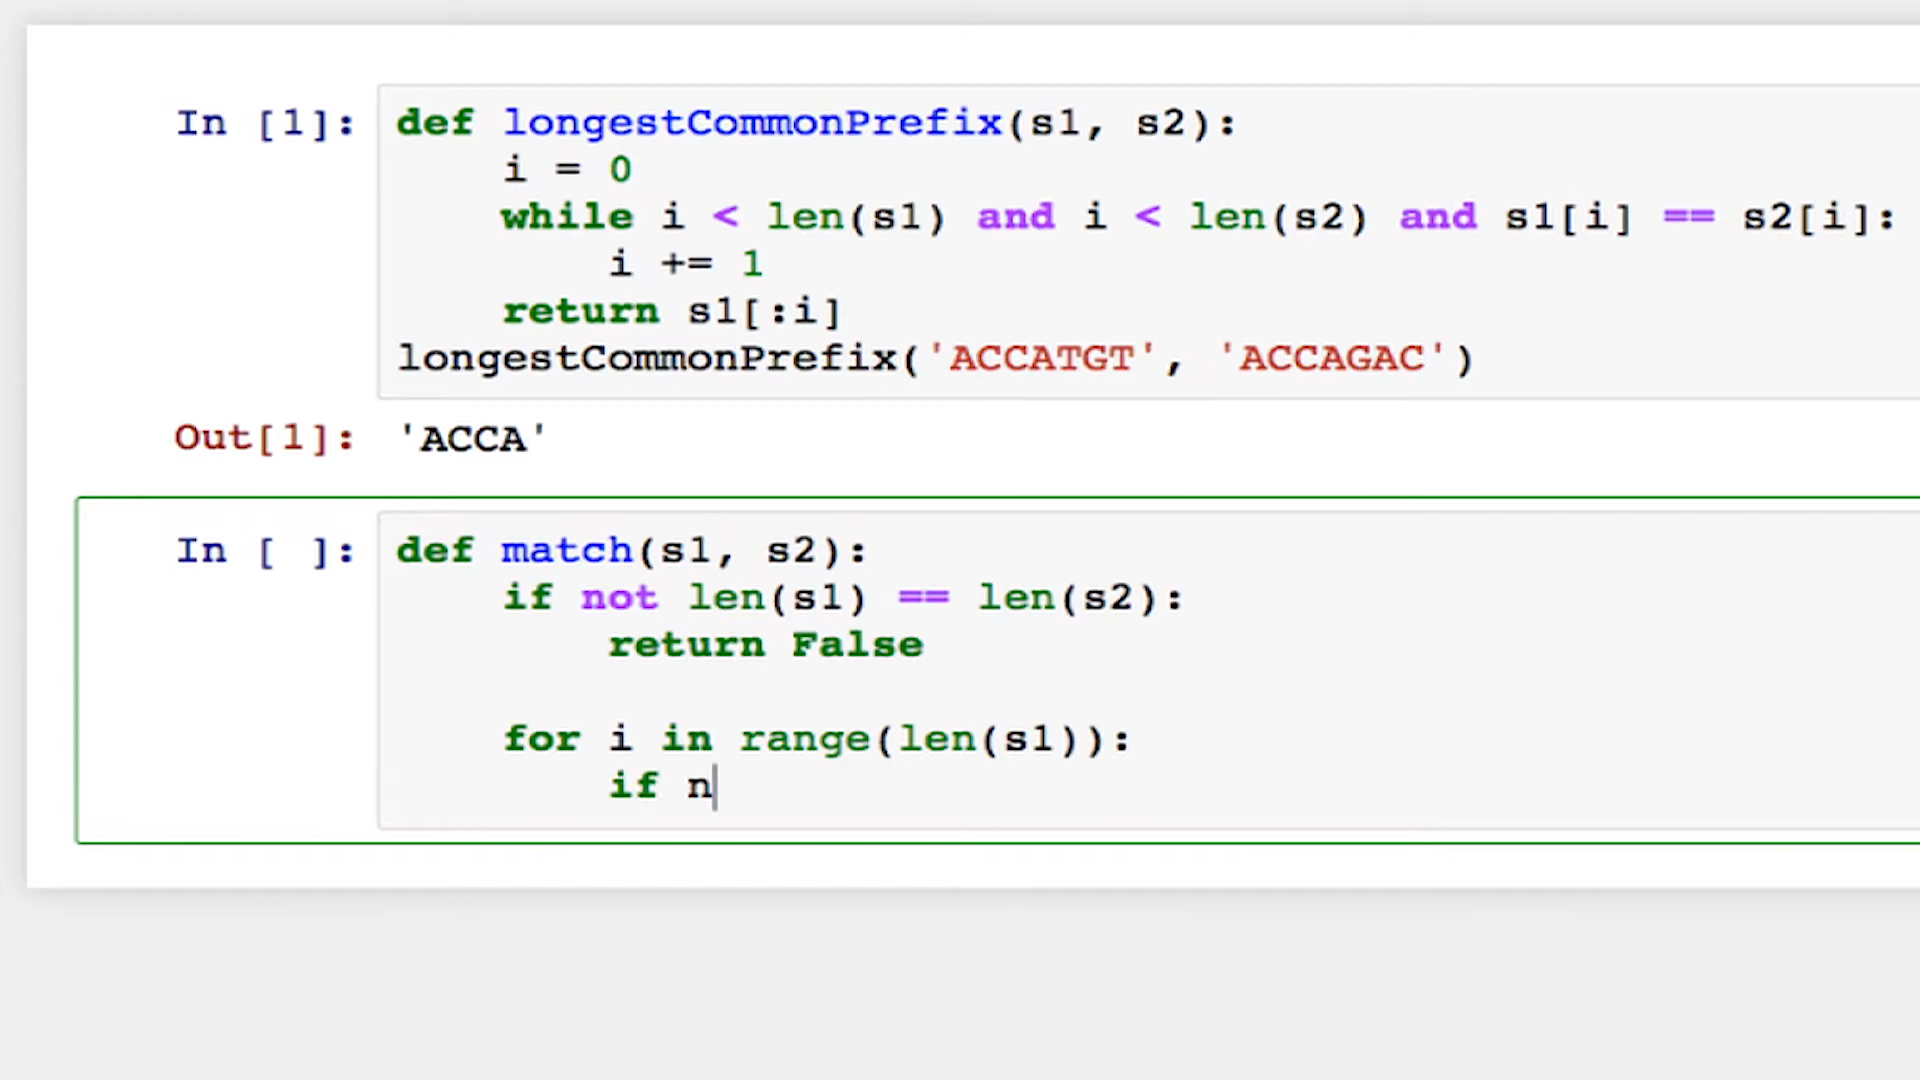 In [1]: def longestCommonPrefix(s1, s2):
    i = 0
    while i < len(s1) and i < len(s2) and s1[i] == s2[i]:
        i += 1
    return s1[:i]
longestCommonPrefix('ACCATGT', 'ACCAGAC')
Out[1]: 'ACCA'
In [ ]: def match(s1, s2):
    if not len(s1) == len(s2):
        return False
    for i in range(len(s1)):
        if n